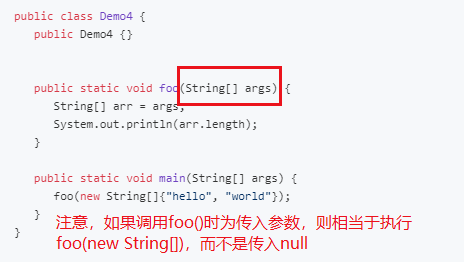 public class Demo4 {
public Demo4 {}
public static void foo(String[] args) {
String[] arr = args;
System.out.println(arr.length);
}
public static void main(String[] args) {
foo(new String[]{"hello", "world"});
}
}
注意，如果调用foo()时为传入参数，则相当于执行
foo(new String[])，而不是传入null